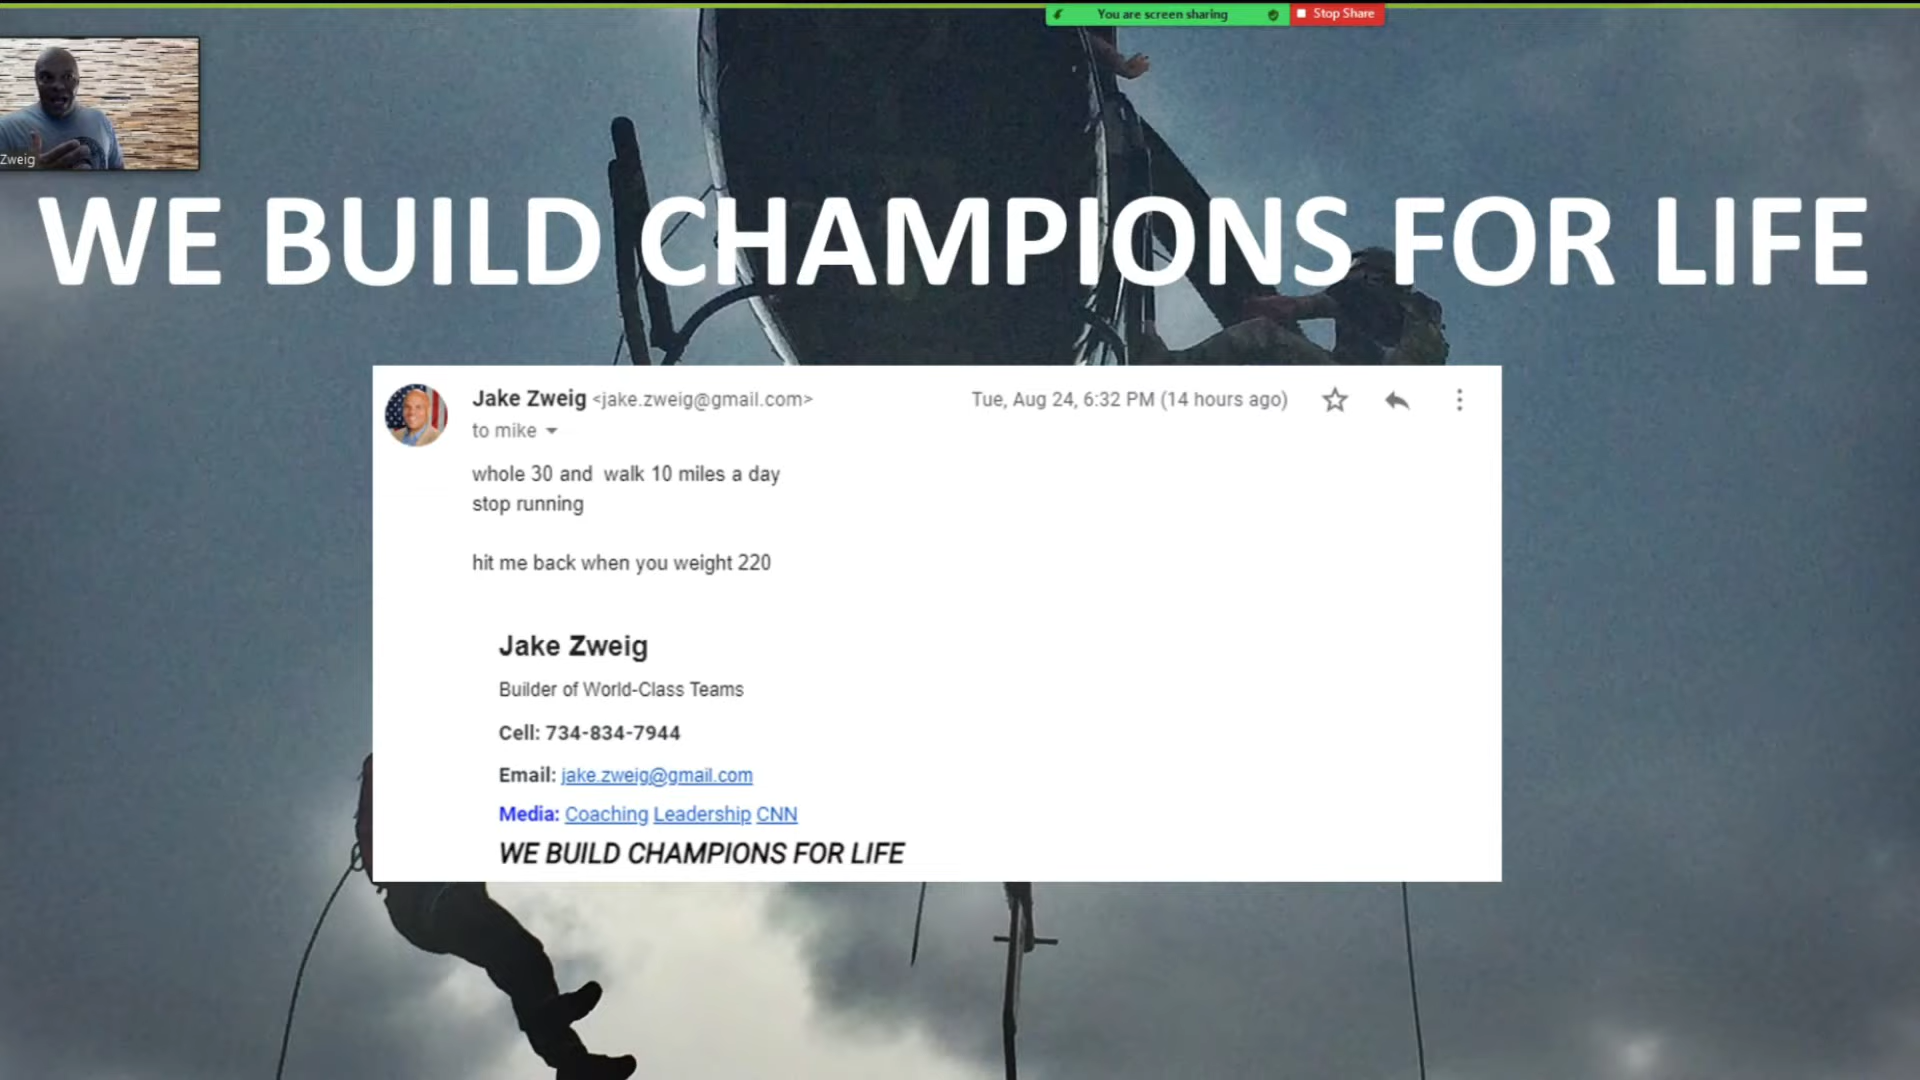 You are screen sharing
Stop Share
Zweig
WE BUILD CHAMPIONS FOR LIFE
Jake Zweig <jake.zweig@gmail.com>
Tue, Aug 24, 6:32 PM (14 hours ago)
to mike
whole 30 and  walk 10 miles a day
stop running
hit me back when you weight 220
Jake Zweig
Builder of World-Class Teams
Cell: 734-834-7944
Email: jake.zweig@gmail.com
Media: Coaching Leadership CNN
WE BUILD CHAMPIONS FOR LIFE